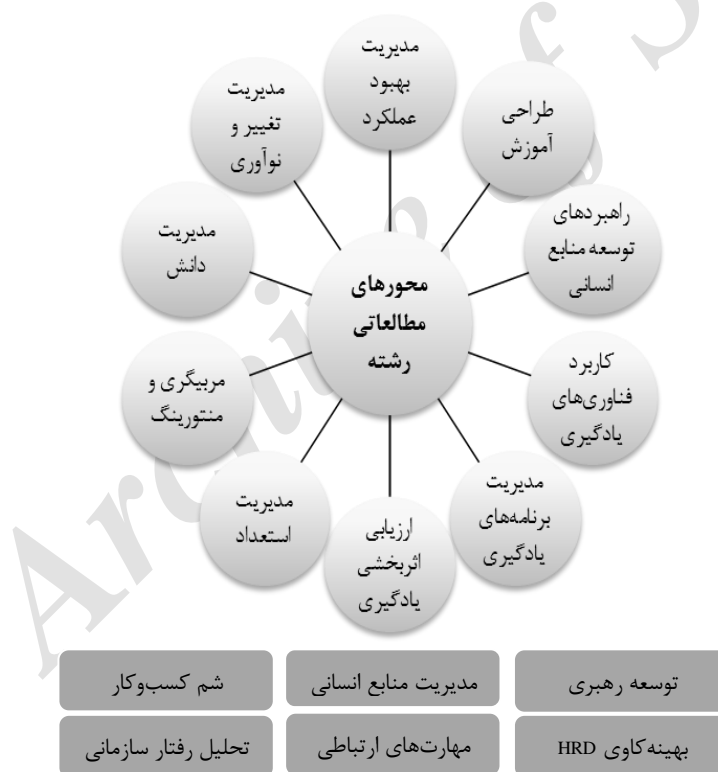 مدیریت
بهبود
عملکرد
طراحی
آموزش
راهبردهای
توسعه منابع
انسانی
کاربرد
فناوری‌های
یادگیری
مدیریت
برنامه‌های
یادگیری
ارزیابی
اثربخشی
یادگیری
مدیریت
استعداد
مربیگری و
منتورینگ
مدیریت
دانش
مدیریت
تغییر و
نوآوری
محورهای
مطالعاتی
رشته
توسعه رهبری
مدیریت منابع انسانی
شم کسب‌وکار
بهینه‌کاوی HRD
مهارت‌های ارتباطی
تحلیل رفتار سازمانی
Archive of S